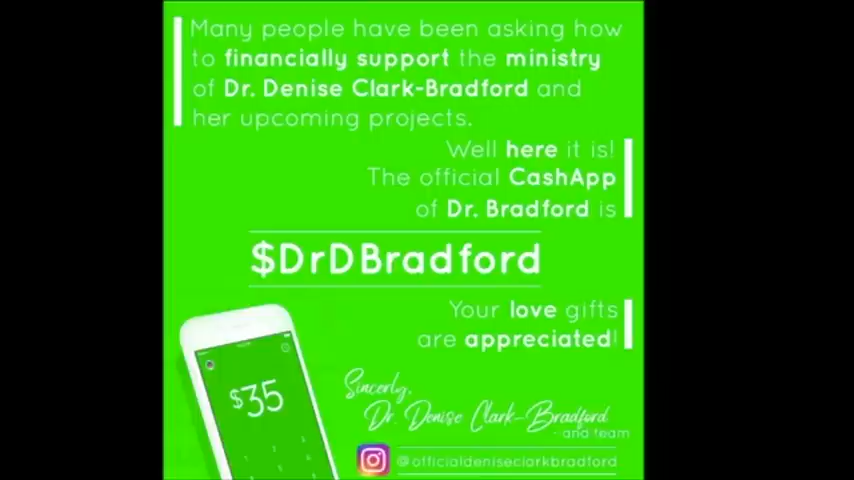 Many people have been asking how
to financially support the ministry
of Dr. Denise Clark-Bradford and
her upcoming projects.
Well here it is!
The official CashApp
of Dr. Bradford is
$DrDBradford
Your love gifts
are appreciated!
$35
Sincerly,
Dr. Denise Clark-Bradford
- and team
@officialdeniseclarkbradford